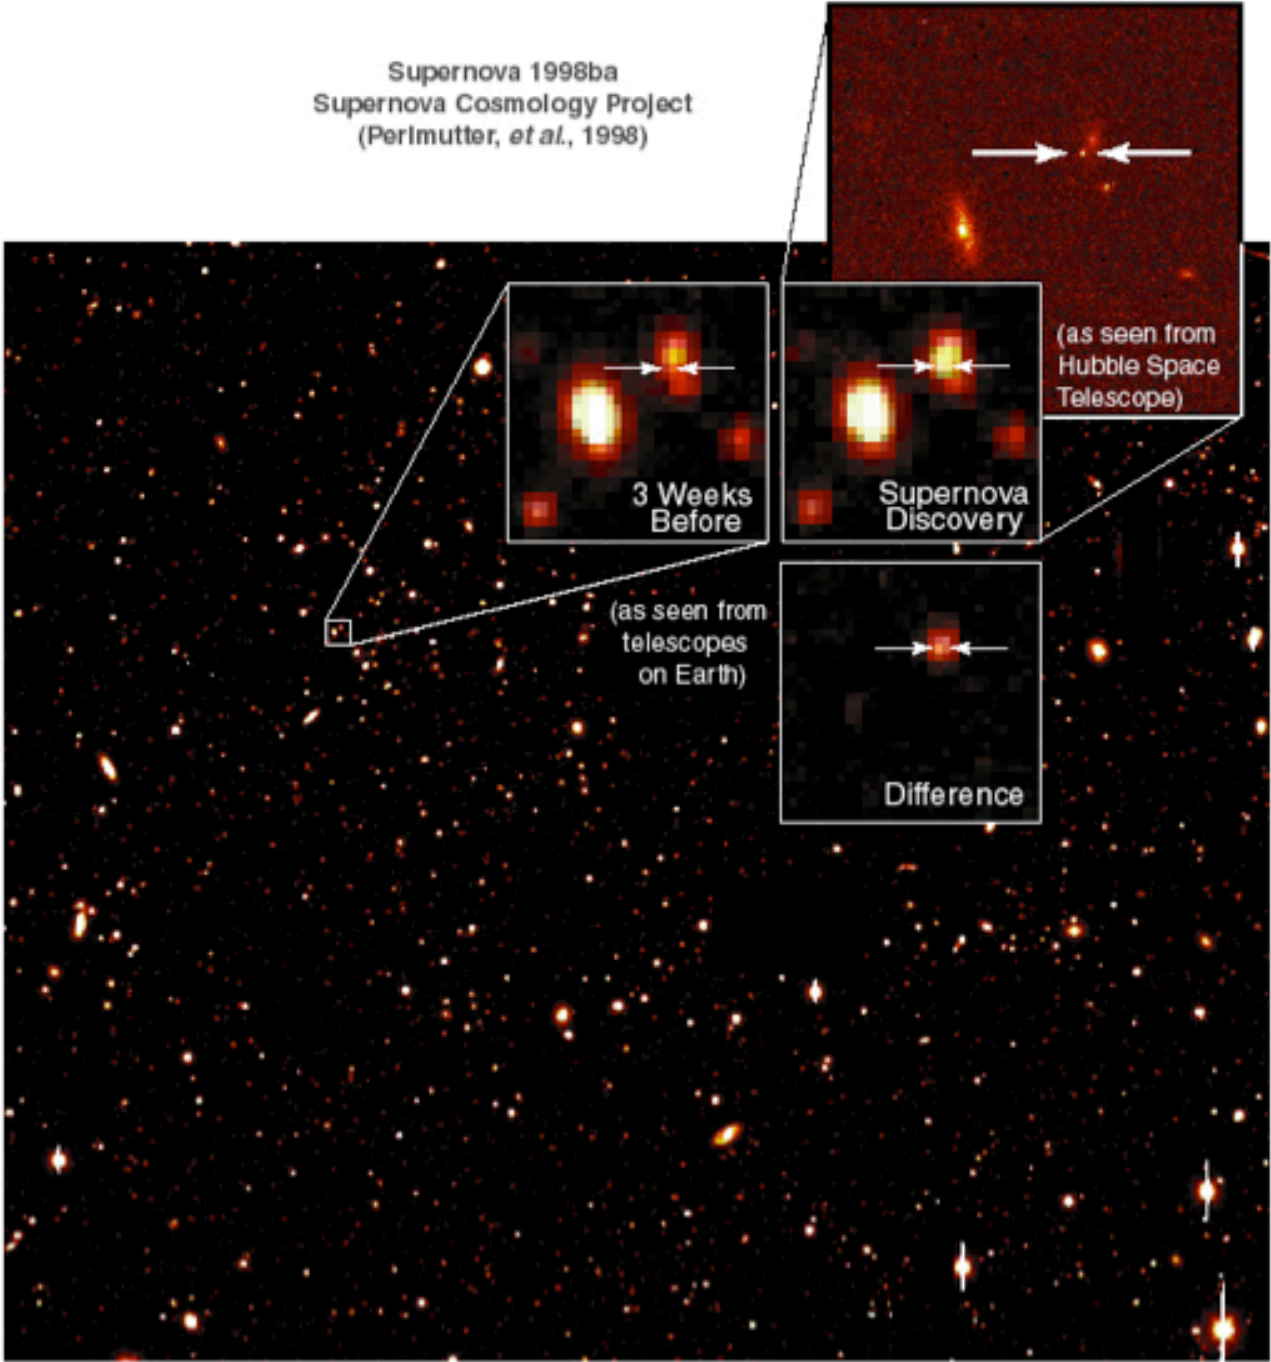 Supernova 1998ba
Supernova Cosmology Project
(Perlmutter, et al., 1998)
(as seen from
Hubble Space
Telescope)
3 Weeks
Before
Supernova
Discovery
(as seen from
telescopes
on Earth)
Difference